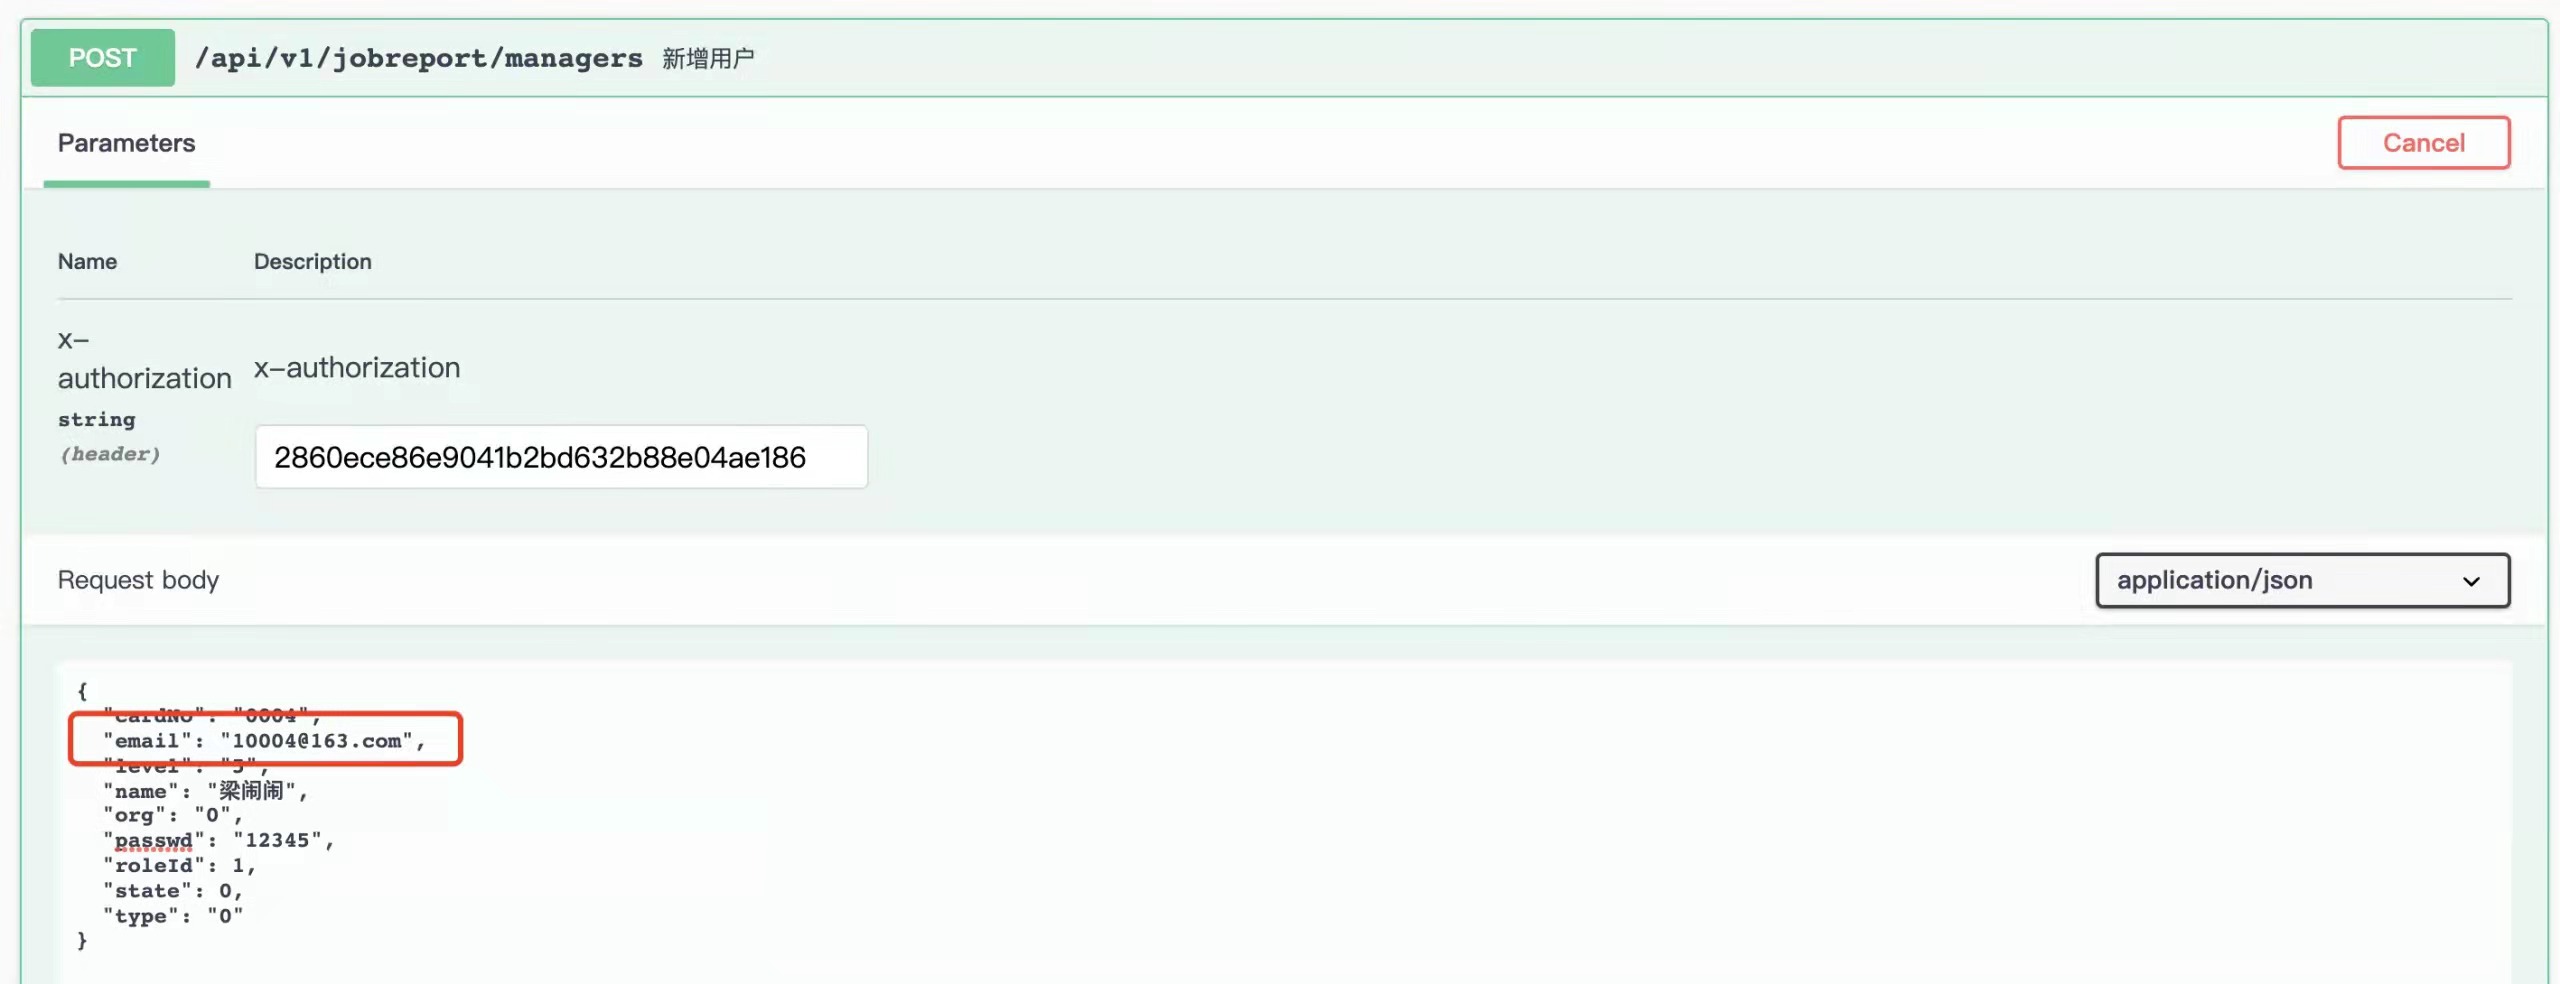 POST /api/v1/jobreport/managers 新增用户
Parameters
Cancel
Name Description
x-
authorization
string
(header)
x-authorization
2860ece86e9041b2bd632b88e04ae186
Request body
application/json
{
"cardNo": "0004",
"email": "10004@163.com",
"level": "5",
"name": "梁闹闹",
"org": "0",
"passwd": "12345",
"roleId": 1,
"state": 0,
"type": "0"
}